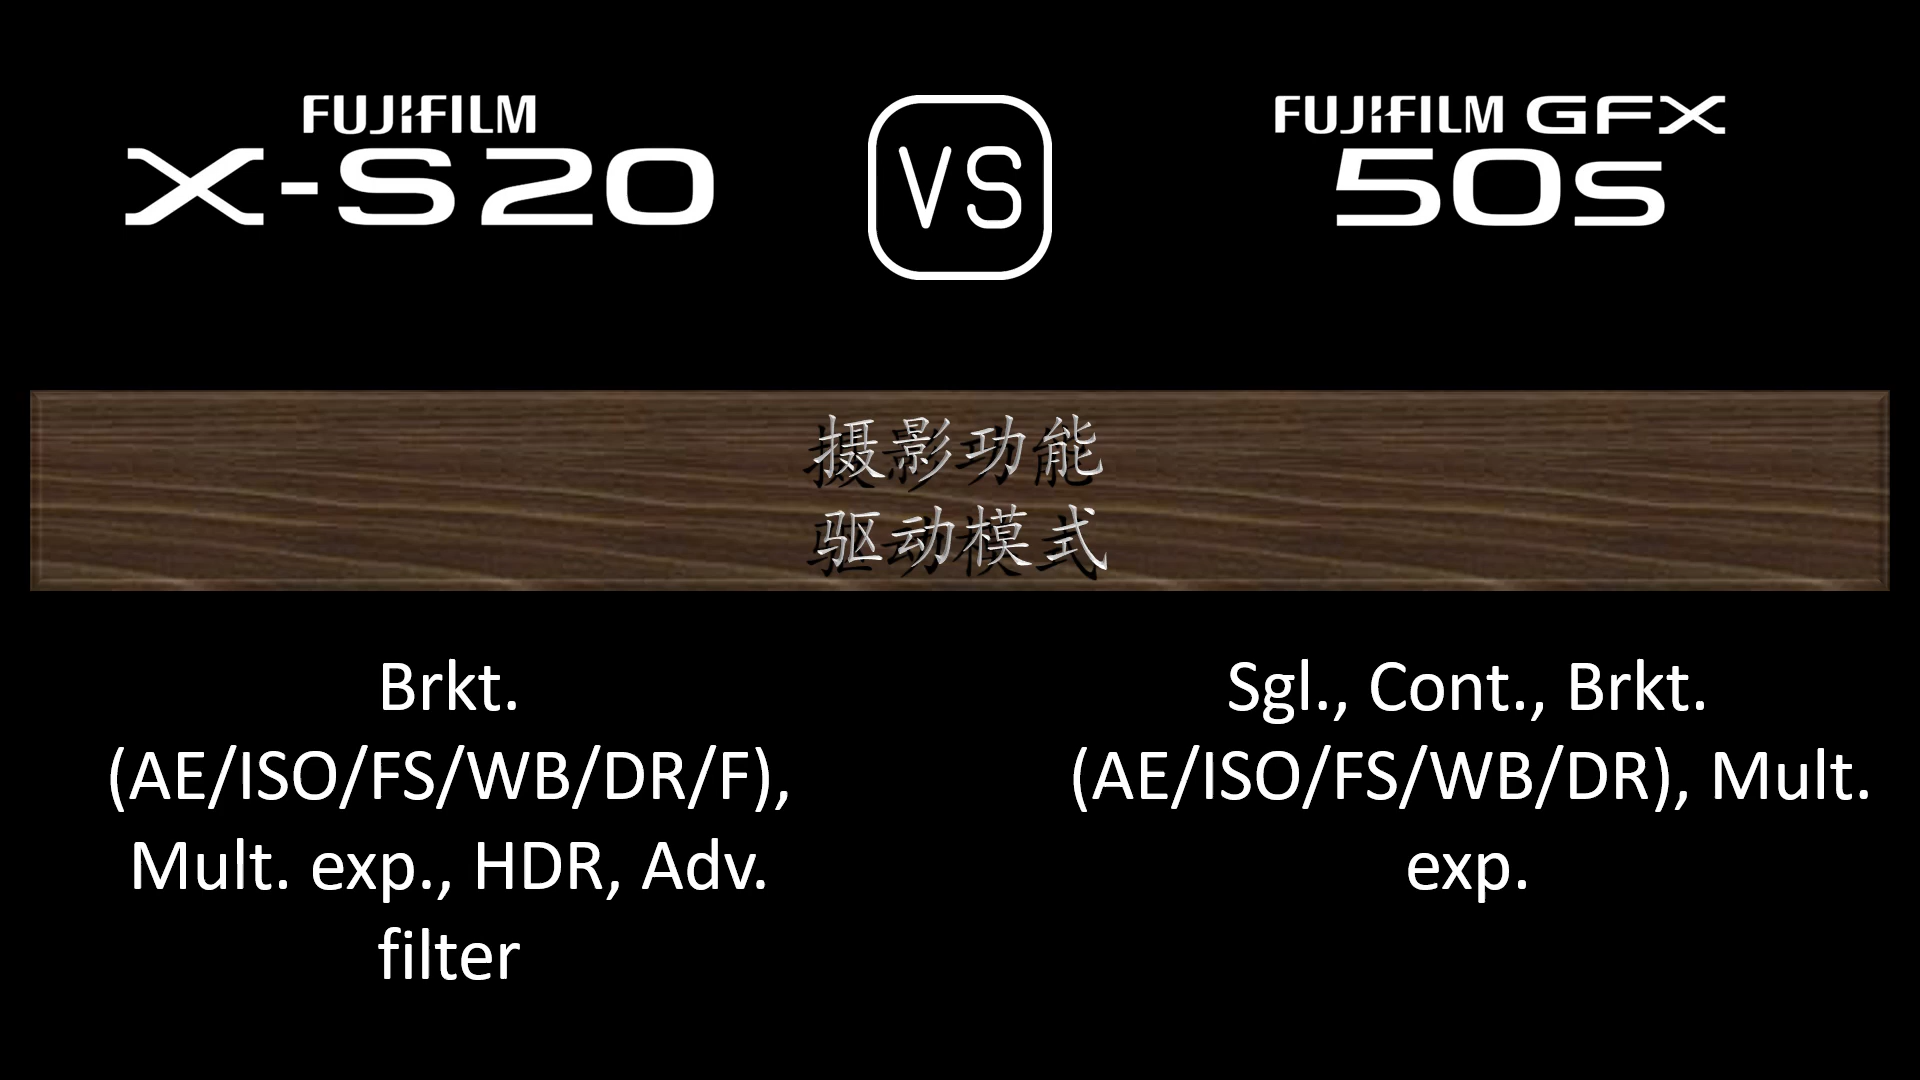 FUJIFILM
X-S20
VS
FUJIFILM GFX
50s
摄影功能
驱动模式
Brkt.
(AE/ISO/FS/WB/DR/F),
Mult. exp., HDR, Adv.
filter
Sgl., Cont., Brkt.
(AE/ISO/FS/WB/DR), Mult.
exp.